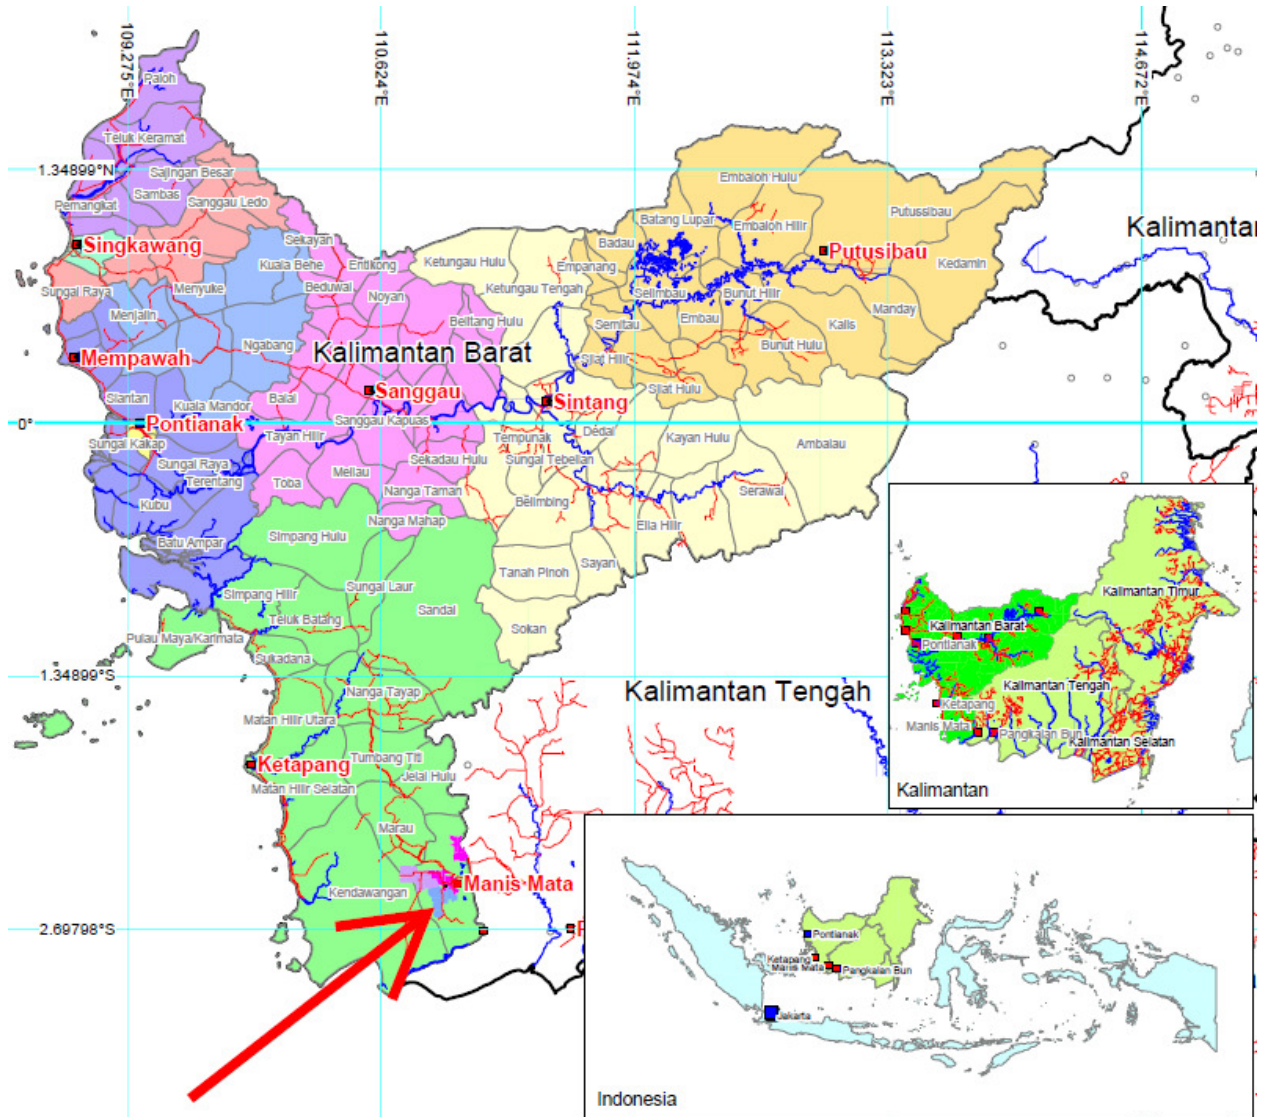 109.275°E
110.624°E
111.974°E
113.323°E
114.672°E
Paloh
Teluk Keramat
1.34899°N
Sajingan Besar
Embaloh Hulu
Sambas
Sanggau Ledo
Pemangkat
Putussibau
Batang Lupar
Embaloh Hilir
Kalimantan
Singkawang
Sekayan
Badau
Putusibau
Kuala Behe
Entikong
Ketungau Hulu
Empanang
Kedamin
Sungai Raya
Menyuke
Beduwai
Noyan
Ketungau Tengah
Selimbau
Bunut Hilir
Menjalin
Belitang Hulu
Semitau
Embau
Kalis
Manday
Ngabang
Kalimantan Barat
Bunut Hulu
Mempawah
Silat Hilir
Siantan
Kuala Mandor
Balai
Sanggau
Silat Hulu
Sintang
Pontianak
Sanggau Kapuas
0°
Sungai Kakap
Tayan Hilir
Tempunak
Dedai
Kayan Hulu
Ambalau
Sungai Raya
Sekadau Hulu
Sungai Tebelian
Terentang
Toba
Meliau
Nanga Taman
Serawai
Kubu
Belimbing
Nanga Mahap
Ella Hilir
Batu Ampar
Simpang Hulu
Sayan
Tanah Pinoh
Simpang Hilir
Sungai Laur
Sandai
Teluk Batang
Sokan
Pulau Maya/Karimata
Sukadana
1.34899°S
Nanga Tayap
Kalimantan Tengah
Matan Hilir Utara
Tumbang Titi
Ketapang
Jelai Hulu
Matan Hilir Selatan
Marau
Manis Mata
Kendawangan
2.69798°S
P
Kalimantan Timur
Kalimantan Barat
Pontianak
Kalimantan Tengah
Ketapang
Manis Mata
Pangkalan Bun
Kalimantan Selatan
Kalimantan
Pontianak
Ketapang
Manis Mata
Pangkalan Bun
Jakarta
Indonesia